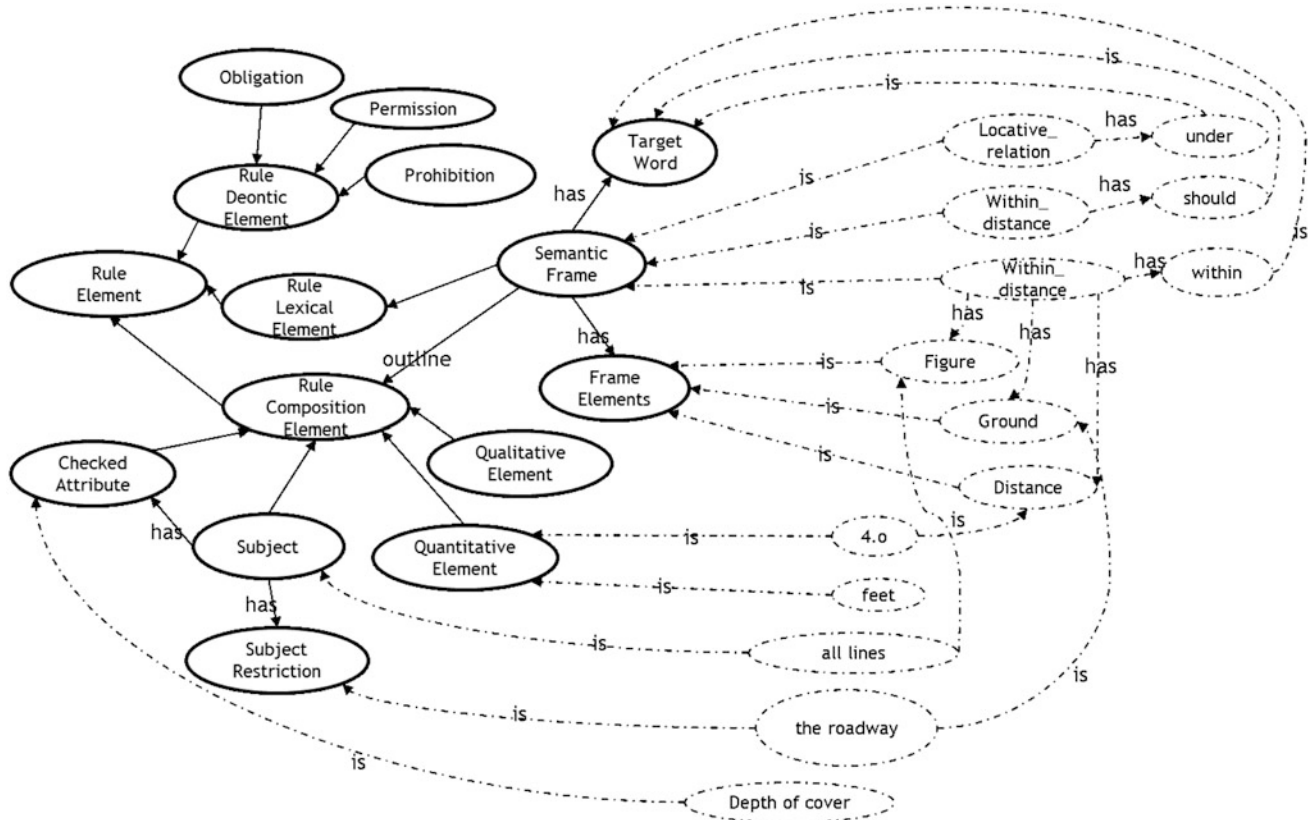 Obligation
Permission
Prohibition
Rule
Deontic
Element
Rule
Element
Rule
Lexical
Element
outline
Rule
Composition
Element
Checked
Attribute
has
Subject
has
Subject
Restriction
Qualitative
Element
Quantitative
Element
Target
Word
has
Semantic
Frame
has
Frame
Elements
is
is
is
Locative_
relation
has
under
is
Within_
distance
has
should
is
Within_
distance
has
within
is
has
has
has
Figure
is
Ground
is
Distance
is
4.o
is
is
feet
is
all lines
is
the roadway
is
is
Depth of cover
is